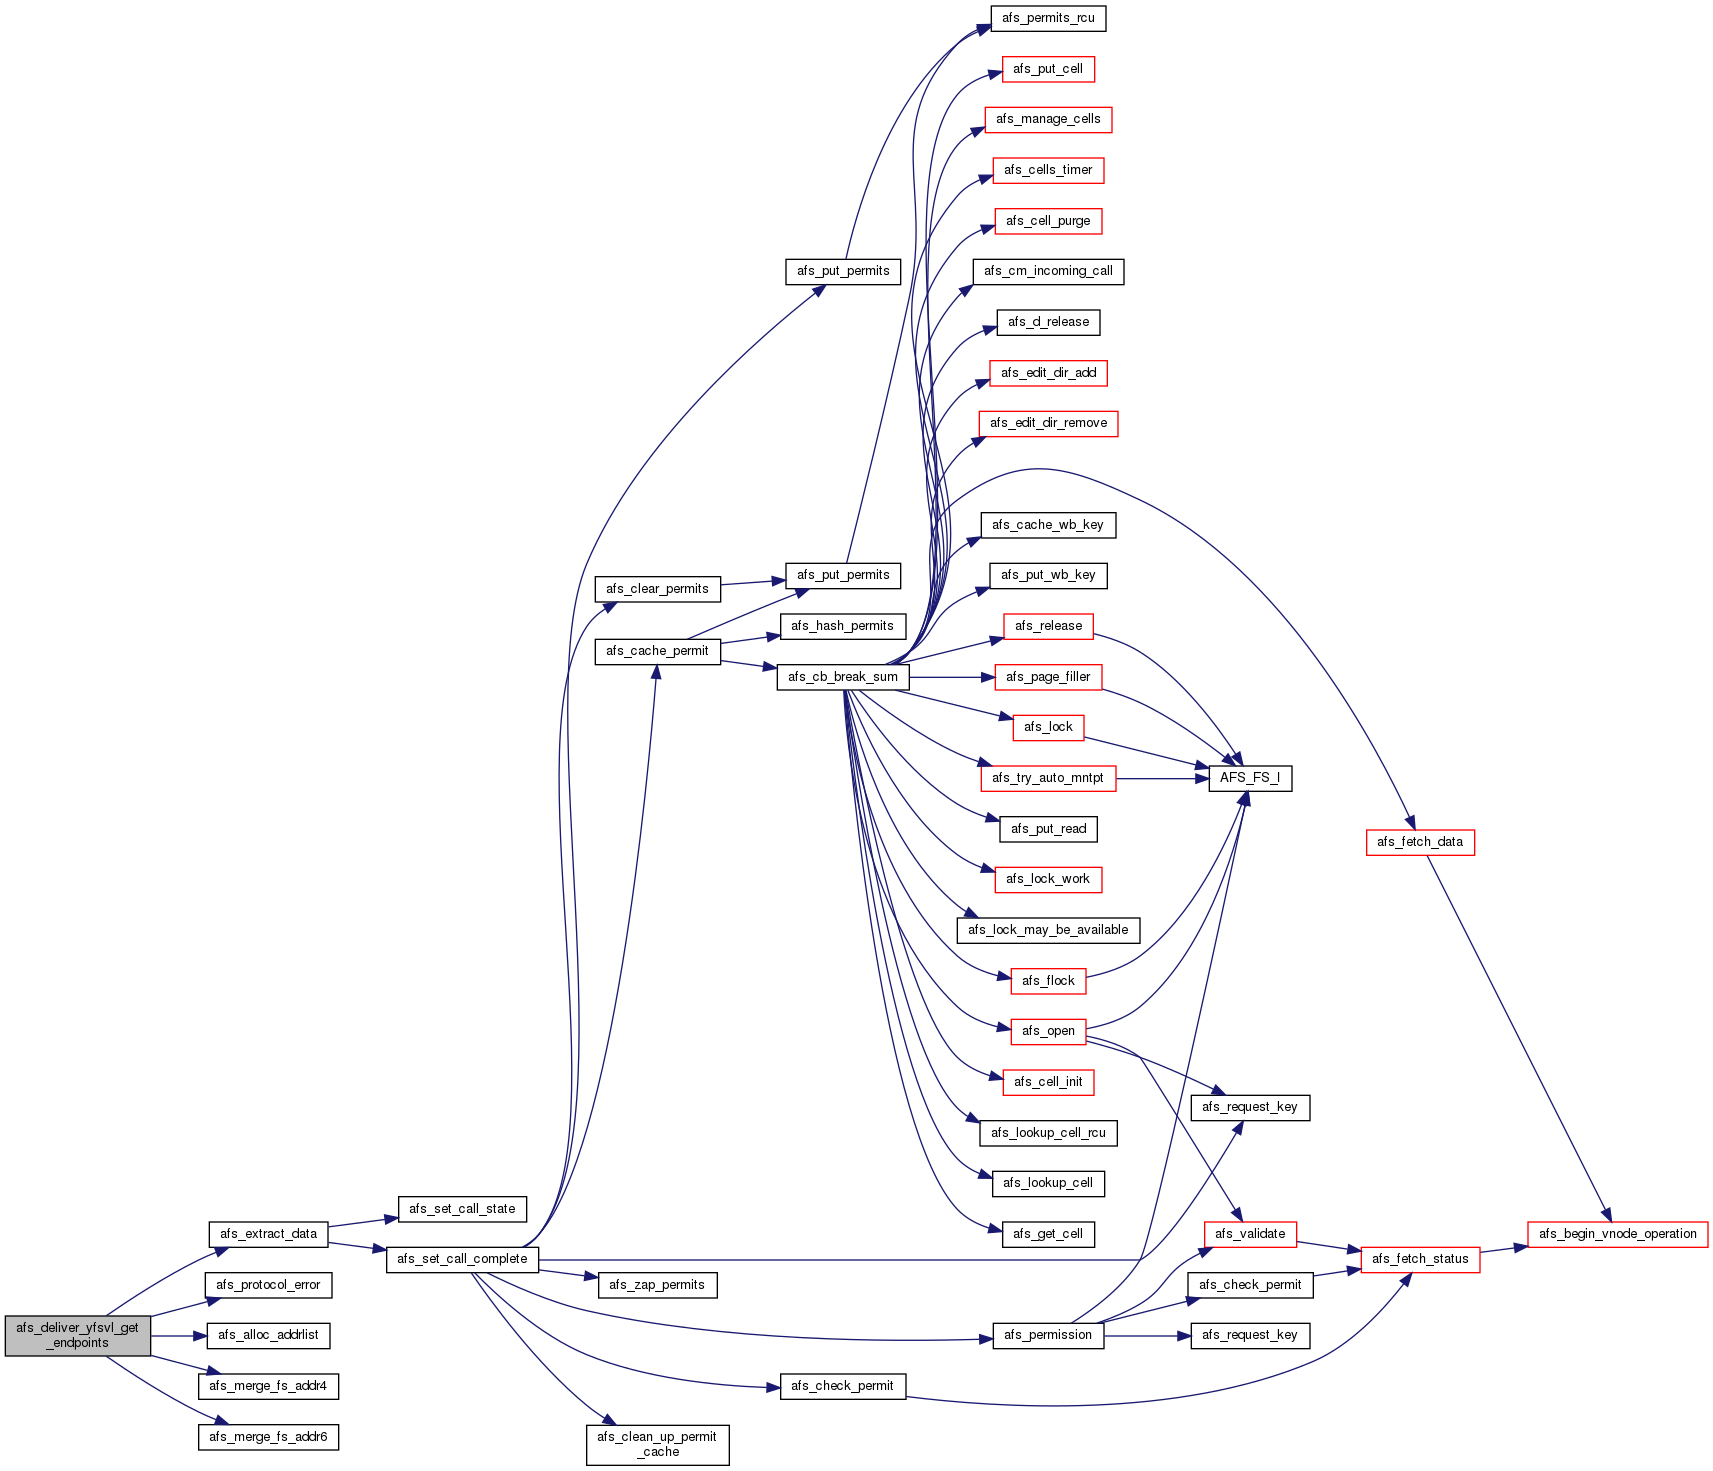 afs_permits_rcu
afs_put_cell
afs_manage_cells
afs_cells_timer
afs_cell_purge
afs_put_permits
afs_cm_incoming_call
afs_d_release
afs_edit_dir_add
afs_edit_dir_remove
afs_cache_wb_key
afs_put_permits
afs_put_wb_key
afs_clear_permits
afs_hash_permits
afs_release
afs_cache_permit
afs_cb_break_sum
afs_page_filler
afs_lock
afs_try_auto_mntpt
AFS_FS_I
afs_put_read
afs_fetch_data
afs_lock_work
afs_lock_may_be_available
afs_flock
afs_open
afs_cell_init
afs_request_key
afs_lookup_cell_rcu
afs_lookup_cell
afs_set_call_state
afs_extract_data
afs_get_cell
afs_validate
afs_begin_vnode_operation
afs_set_call_complete
afs_fetch_status
afs_protocol_error
afs_zap_permits
afs_check_permit
afs_deliver_yfsvl_get
_endpoints
afs_alloc_addrlist
afs_permission
afs_request_key
afs_merge_fs_addr4
afs_check_permit
afs_merge_fs_addr6
afs_clean_up_permit
_cache